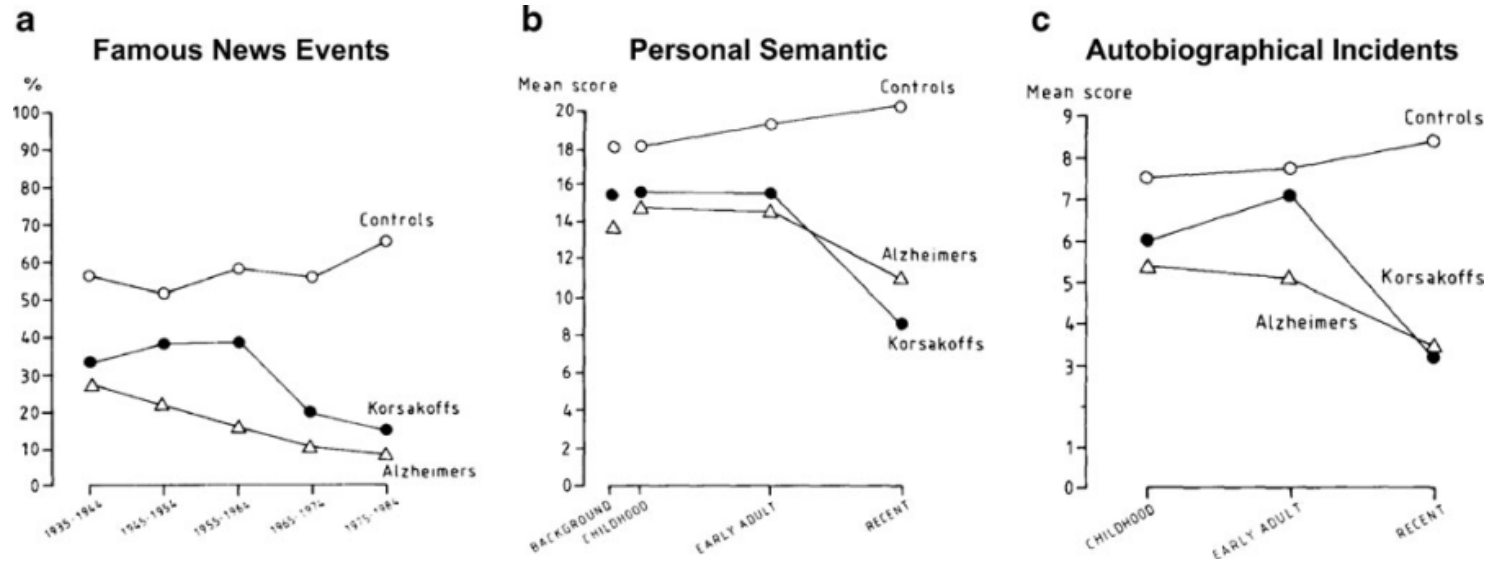 a
Famous News Events
%
100
90
80
70
60
50
40
30
20
10
0
Controls
Korsakoffs
Alzheimers
1935-1944
1945-1954
1955-1964
1965-1974
1975-1984
b
Personal Semantic
Mean score
20
18
16
14
12
10
8
6
4
2
0
Controls
Alzheimers
Korsakoffs
BACKGROUND
CHILDHOOD
EARLY ADULT
RECENT
c
Autobiographical Incidents
Mean score
9
8
7
6
5
4
3
1
0
Controls
Korsakoffs
Alzheimers
CHILDHOOD
EARLY ADULT
RECENT